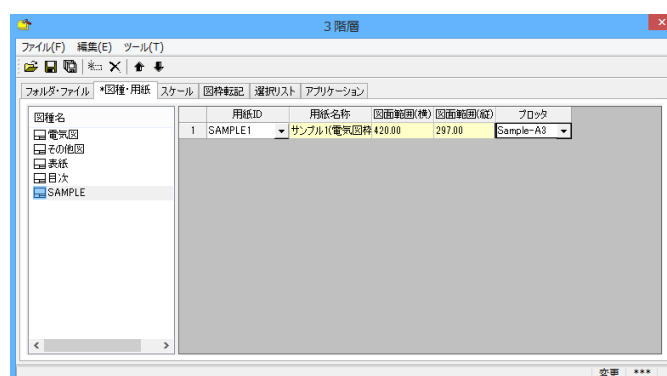 3階層
ファイル(F) 編集(E) ツール(T)
フォルダ・ファイル *図種・用紙 スケール 図枠転記 選択リスト アプリケーション
図種名
電気図
その他図
表紙
目次
SAMPLE
用紙ID 用紙名称 図面範囲(横) 図面範囲(縦) プロッタ
1 SAMPLE1 サンプル1(電気図枠 420.00 297.00 Sample-A3
変更 ***